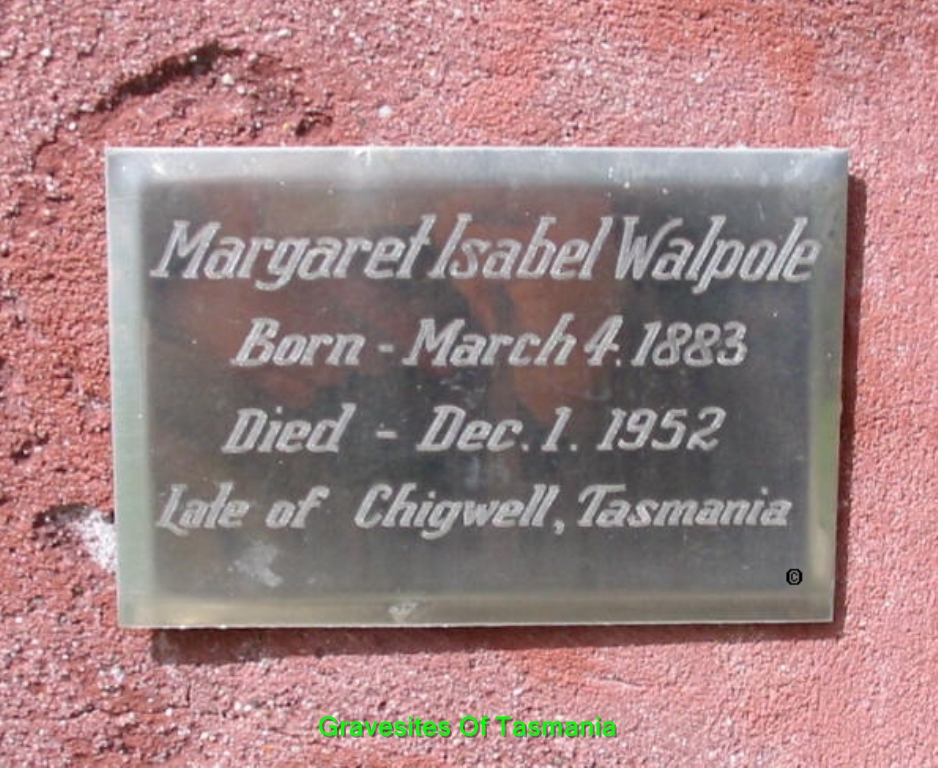 Margaret Isabel Walpole
Born - March 4. 1883
Died - Dec. 1. 1952
Late of Chigwell, Tasmania
©
Gravesites Of Tasmania